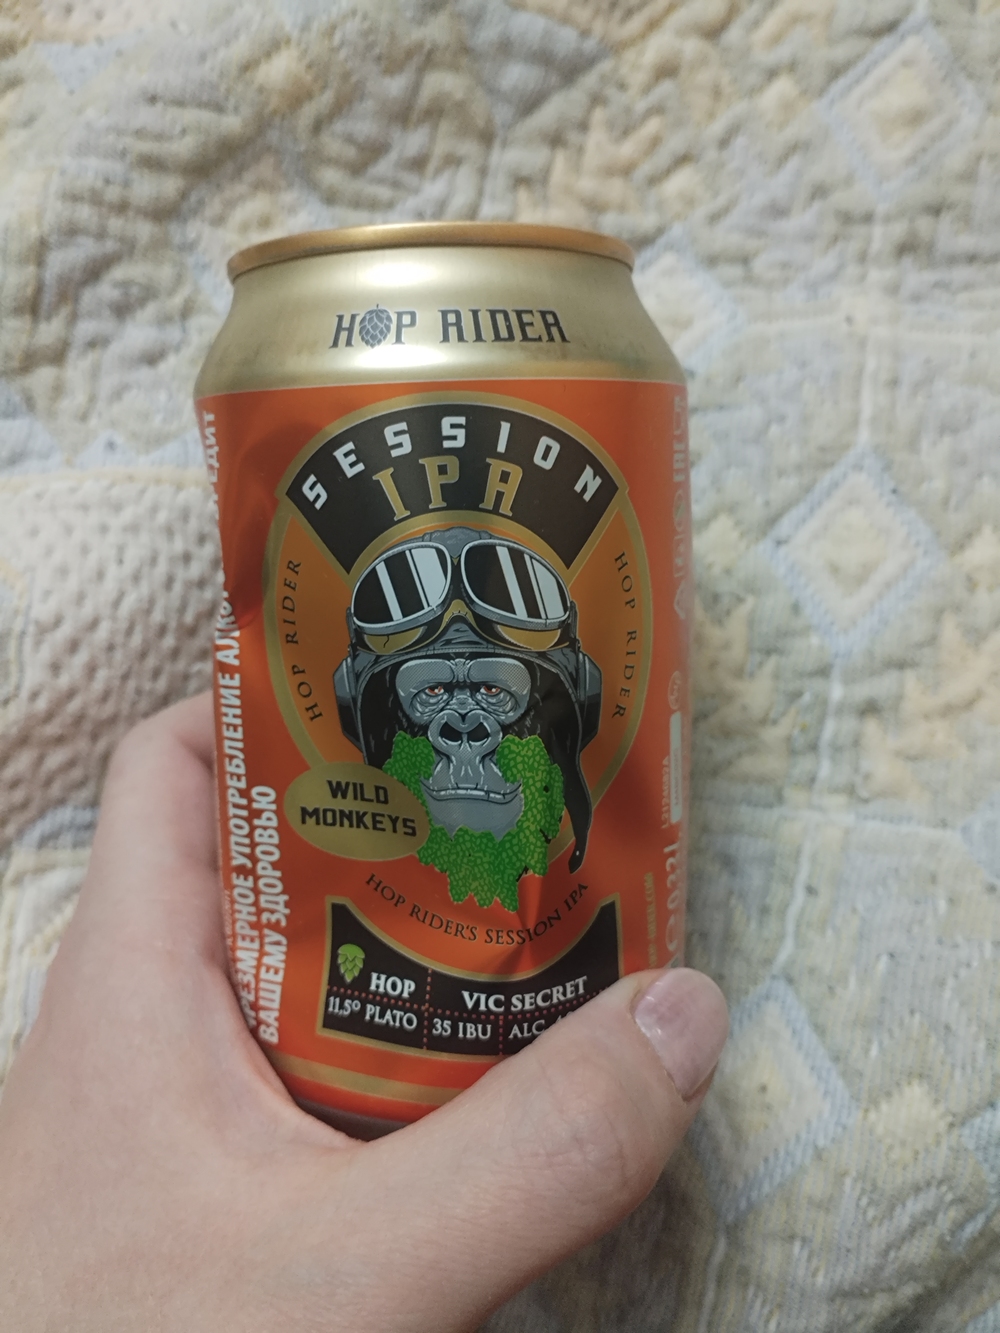 HOP RIDER
SESSION
IPA
HOP RIDER
HOP RIDER
WILD
MONKEYS
HOP RIDER'S SESSION IPA
HOP
VIC SECRET
11,5° PLATO
35 IBU
ALC
УПОТРЕБЛЕНИЕ
ВАШЕМУ ЗДОРОВЬЮ